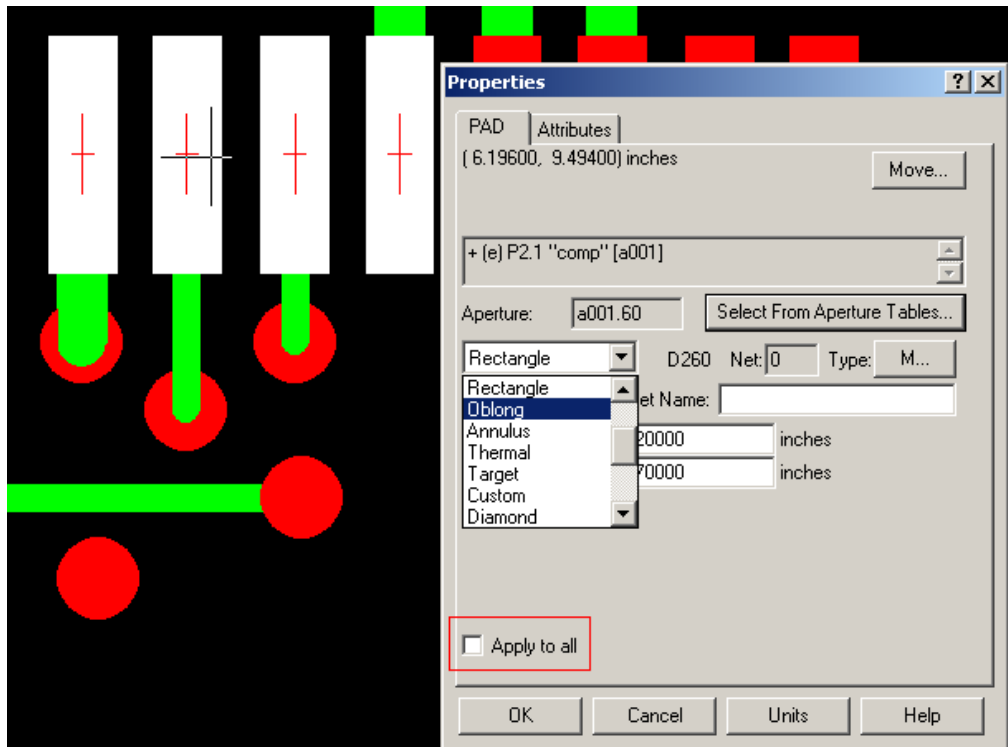 Properties
PAD Attributes
( 6.19600, 9.49400) inches
Move...
+ (e) P2.1 "comp" [a001]
Aperture: a001.60 Select From Aperture Tables...
Rectangle D260 Net: 0 Type: M...
Rectangle
Oblong et Name:
Annulus 20000 inches
Thermal
Target 70000 inches
Custom
Diamond
Apply to all
OK Cancel Units Help